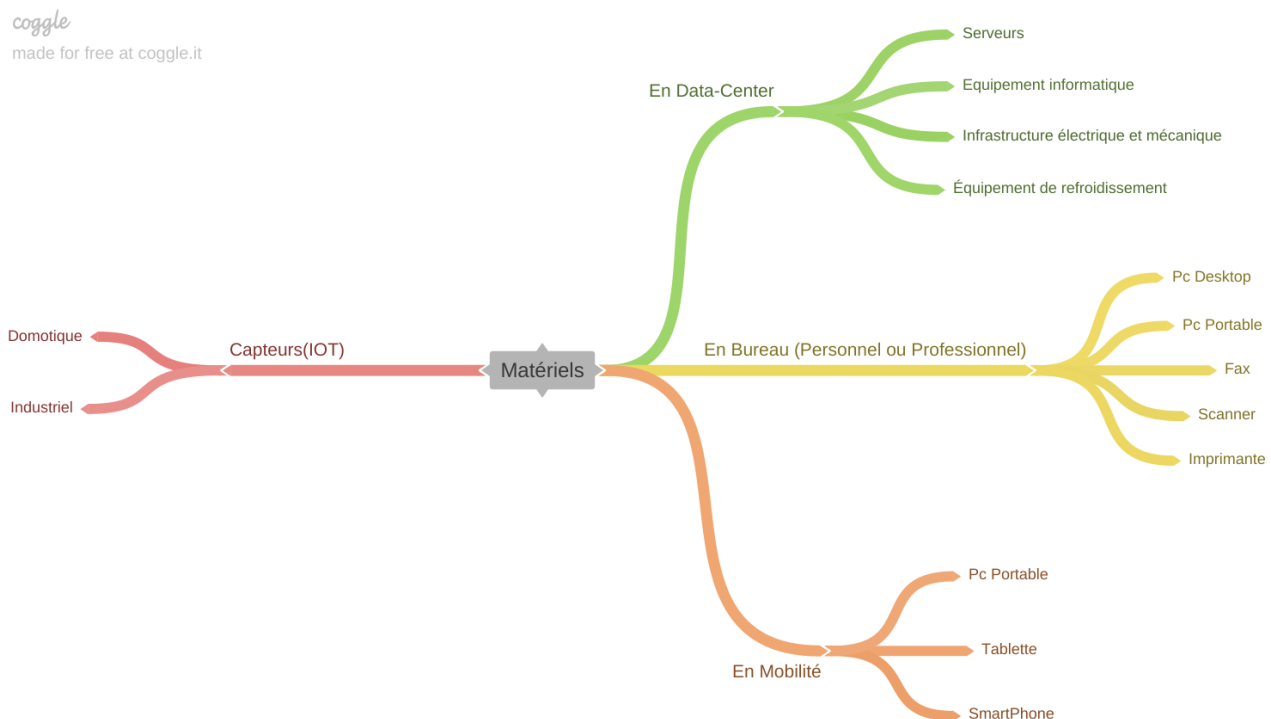 coggle
made for free at coggle.it
Matériels
En Data-Center
Serveurs
Equipement informatique
Infrastructure électrique et mécanique
Équipement de refroidissement
En Bureau (Personnel ou Professionnel)
Pc Desktop
Pc Portable
Fax
Scanner
Imprimante
En Mobilité
Pc Portable
Tablette
SmartPhone
Capteurs(IOT)
Domotique
Industriel